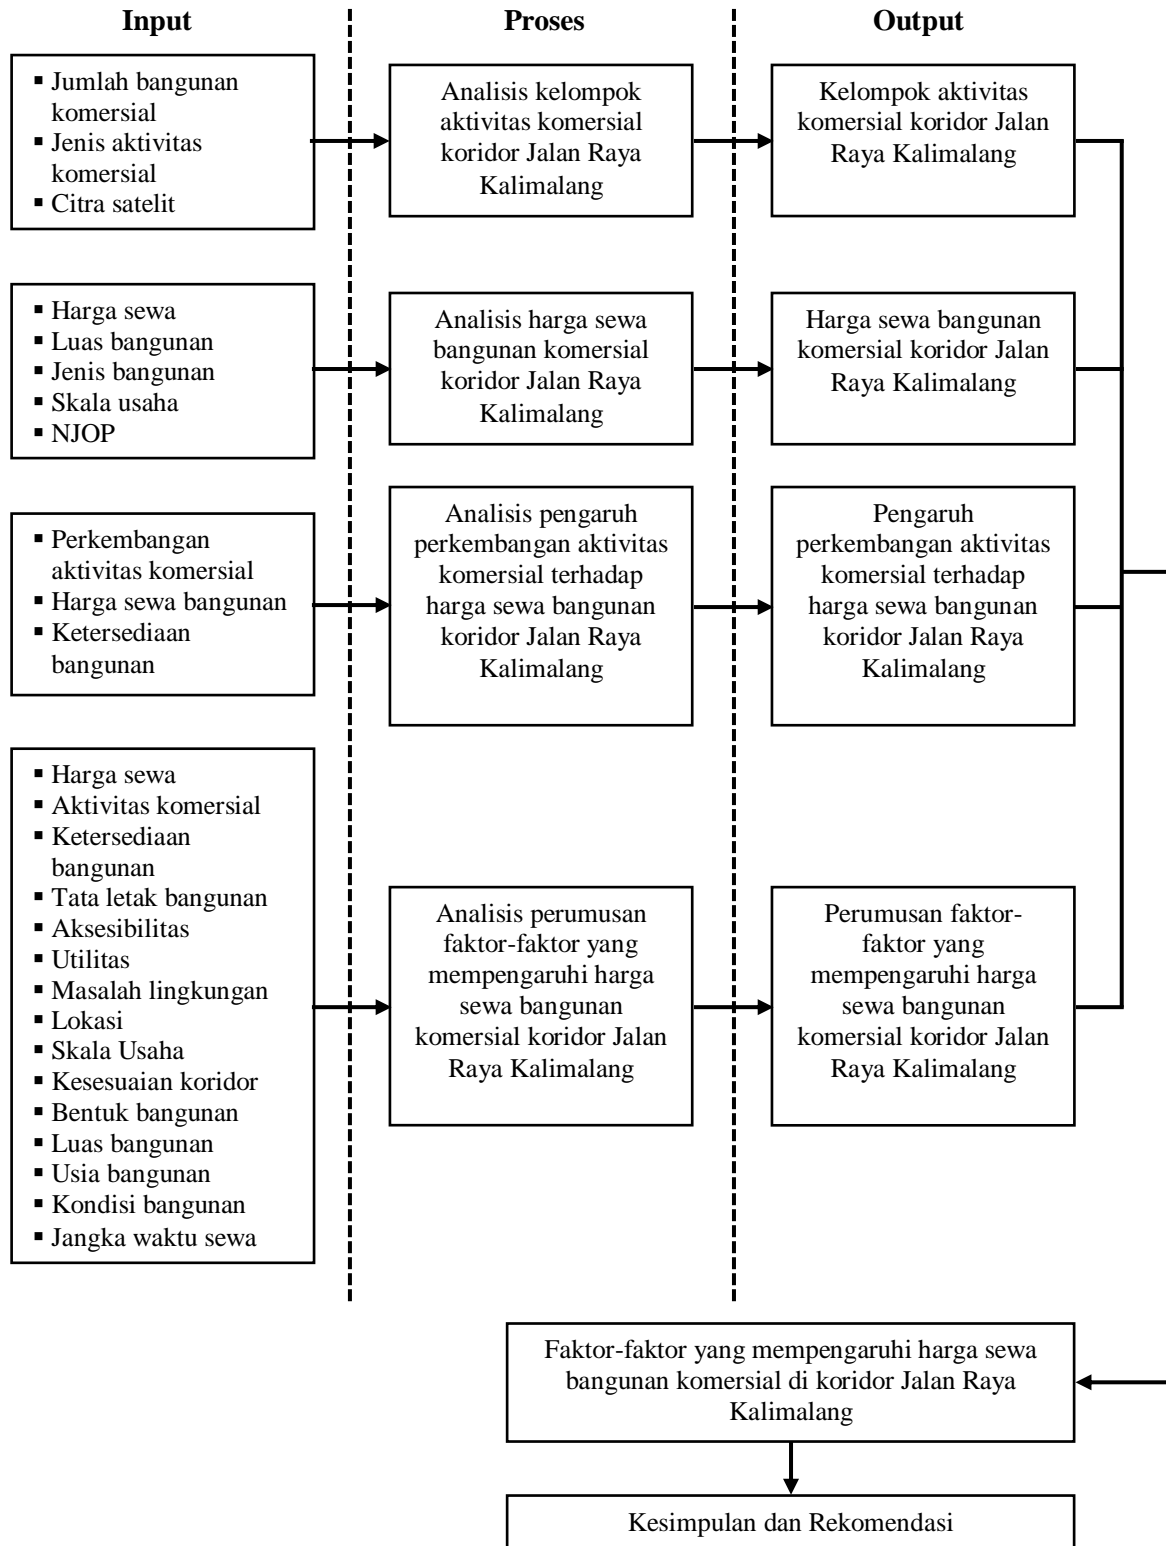 Input
Proses
Output
▪ Jumlah bangunan
komersial
▪ Jenis aktivitas
komersial
▪ Citra satelit
Analisis kelompok
aktivitas komersial
koridor Jalan Raya
Kalimalang
Kelompok aktivitas
komersial koridor Jalan
Raya Kalimalang
▪ Harga sewa
▪ Luas bangunan
▪ Jenis bangunan
▪ Skala usaha
▪ NJOP
Analisis harga sewa
bangunan komersial
koridor Jalan Raya
Kalimalang
Harga sewa bangunan
komersial koridor Jalan
Raya Kalimalang
▪ Perkembangan
aktivitas komersial
▪ Harga sewa bangunan
▪ Ketersediaan
bangunan
Analisis pengaruh
perkembangan aktivitas
komersial terhadap
harga sewa bangunan
koridor Jalan Raya
Kalimalang
Pengaruh
perkembangan aktivitas
komersial terhadap
harga sewa bangunan
koridor Jalan Raya
Kalimalang
▪ Harga sewa
▪ Aktivitas komersial
▪ Ketersediaan
bangunan
▪ Tata letak bangunan
▪ Aksesibilitas
▪ Utilitas
▪ Masalah lingkungan
▪ Lokasi
▪ Skala Usaha
▪ Kesesuaian koridor
▪ Bentuk bangunan
▪ Luas bangunan
▪ Usia bangunan
▪ Kondisi bangunan
▪ Jangka waktu sewa
Analisis perumusan
faktor-faktor yang
mempengaruhi harga
sewa bangunan
komersial koridor Jalan
Raya Kalimalang
Perumusan faktor-
faktor yang
mempengaruhi harga
sewa bangunan
komersial koridor Jalan
Raya Kalimalang
Faktor-faktor yang mempengaruhi harga sewa
bangunan komersial di koridor Jalan Raya
Kalimalang
Kesimpulan dan Rekomendasi